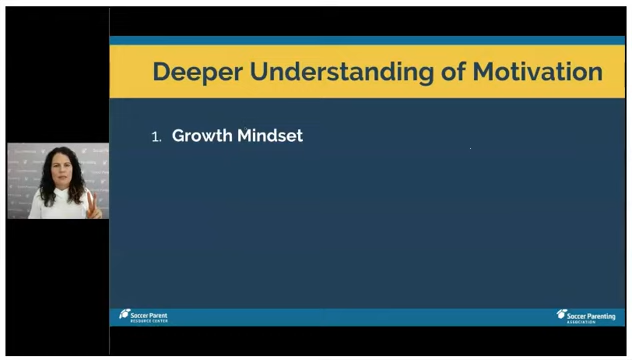 Deeper Understanding of Motivation
1. Growth Mindset
Soccer Parent
RESOURCE CENTER
Soccer Parenting
ASSOCIATION